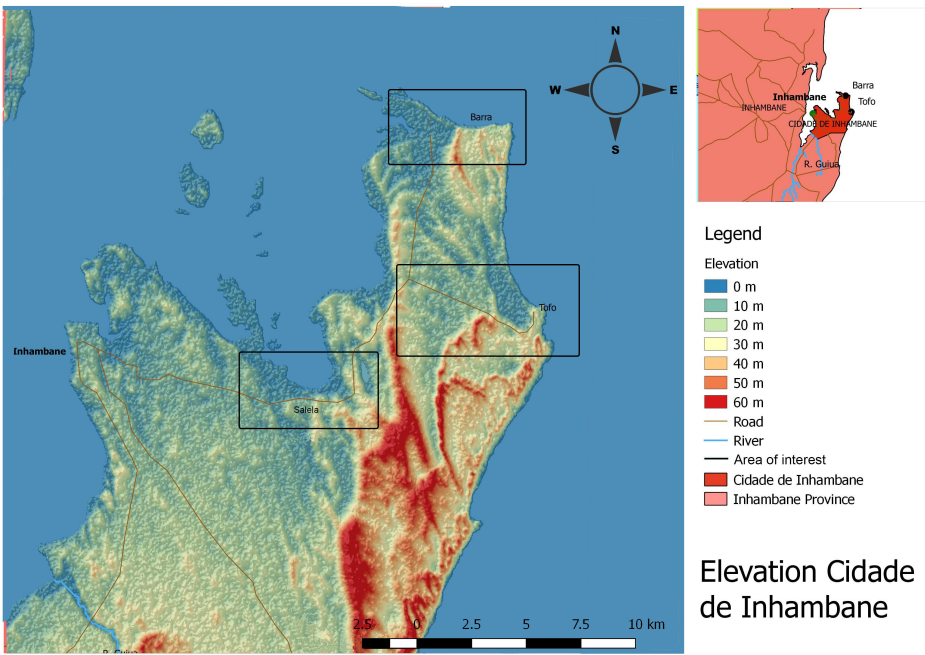 N
W
E
S
Barra
Tofo
Inhambane
Salela
R. Guiua
2.5 0 2.5 5 7.5 10 km
Barra
Inhambane
Tofo
INHAMBANE
CIDADE DE INHAMBANE
R. Guiua
Legend
Elevation
0 m
10 m
20 m
30 m
40 m
50 m
60 m
Road
River
Area of interest
Cidade de Inhambane
Inhambane Province
Elevation Cidade
de Inhambane